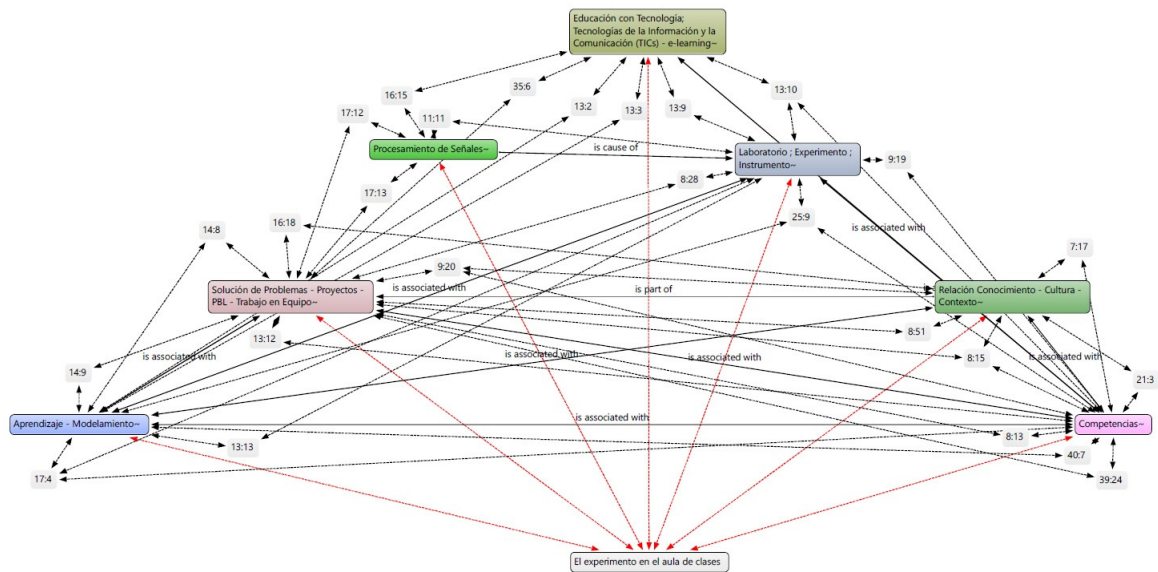 Educación con Tecnología;
Tecnologías de la Información y la
Comunicación (TICs) - e-learning~
35:6
13:10
16:15
13:2
13:3
13:9
17:12
11:11
Procesamiento de Señales~
is cause of
Laboratorio ; Experimento ;
Instrumento~
9:19
8:28
17:13
25:9
16:18
14:8
is associated with
7:17
9:20
Solución de Problemas - Proyectos -
PBL - Trabajo en Equipo~
is associated with
is part of
Relación Conocimiento - Cultura -
Contexto~
8:51
13:12
is associated with
is associated with
is associated with
8:15
is associated with
14:9
21:3
Aprendizaje - Modelamiento~
is associated with
Competencias~
8:13
13:13
40:7
17:4
39:24
El experimento en el aula de clases